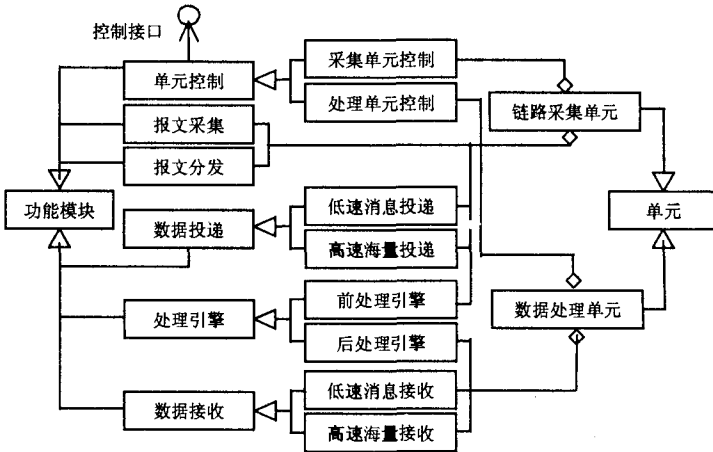 控制接口
单元控制
采集单元控制
处理单元控制
链路采集单元
报文采集
报文分发
功能模块
单元
数据投递
低速消息投递
高速海量投递
处理引擎
前处理引擎
后处理引擎
数据处理单元
数据接收
低速消息接收
高速海量接收